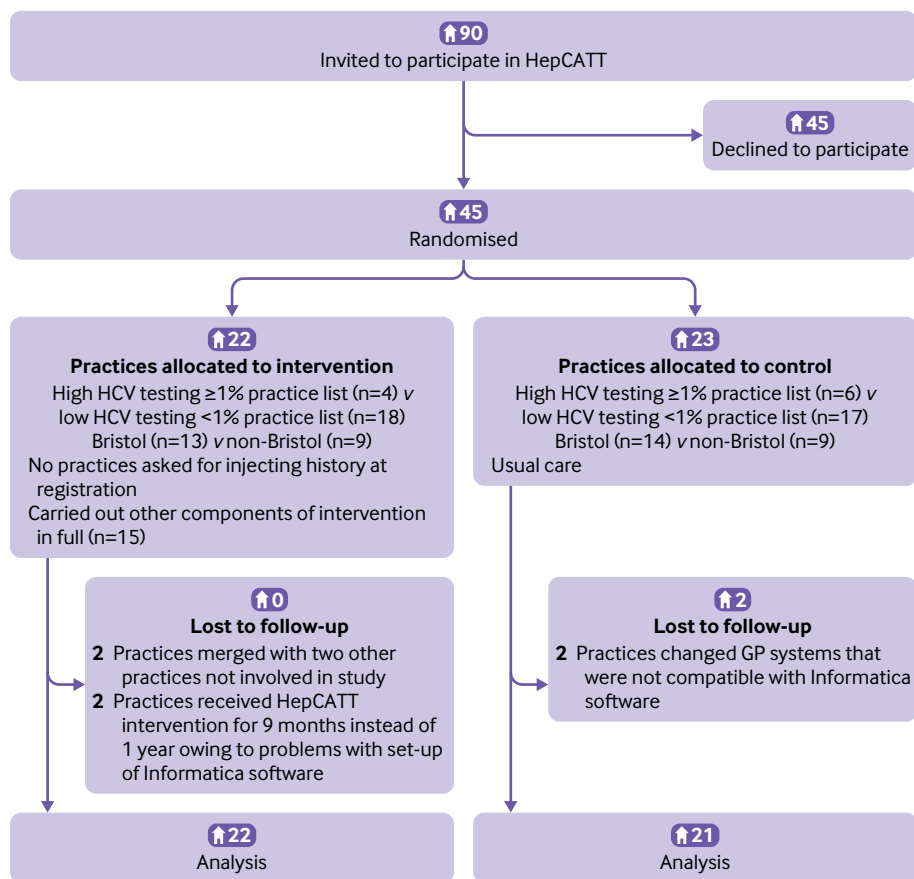 90
Invited to participate in HepCATT
45
Declined to participate
45
Randomised
22
Practices allocated to intervention
High HCV testing ≥1% practice list (n=4) v
low HCV testing <1% practice list (n=18)
Bristol (n=13) v non-Bristol (n=9)
No practices asked for injecting history at
registration
Carried out other components of intervention
in full (n=15)
23
Practices allocated to control
High HCV testing ≥1% practice list (n=6) v
low HCV testing <1% practice list (n=17)
Bristol (n=14) v non-Bristol (n=9)
Usual care
0
Lost to follow-up
2 Practices merged with two other
practices not involved in study
2 Practices received HepCATT
intervention for 9 months instead of
1 year owing to problems with set-up
of Informatica software
2
Lost to follow-up
2 Practices changed GP systems that
were not compatible with Informatica
software
22
Analysis
21
Analysis